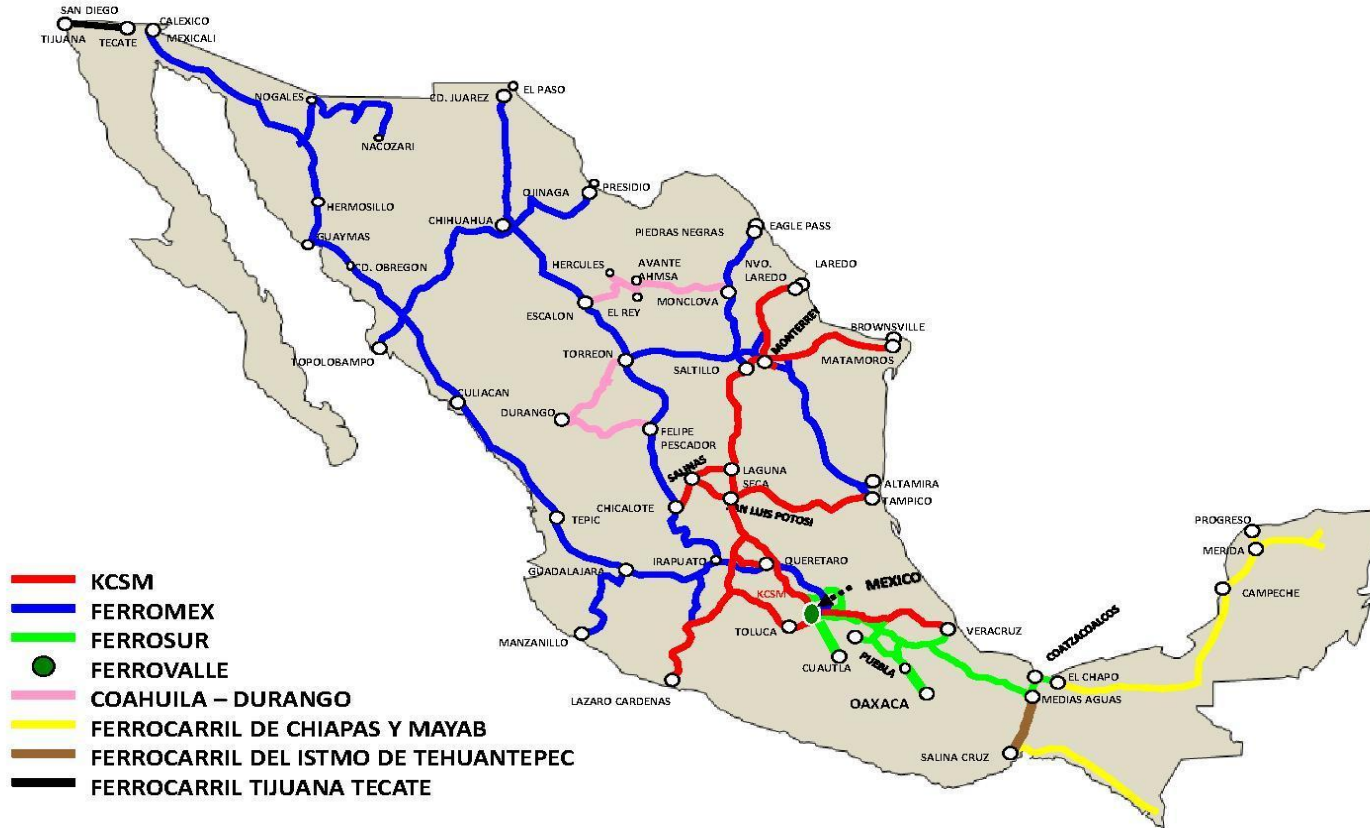 SAN DIEGO
TIJUANA
TECATE
CALEXICO
MEXICALI
NOGALES
NACOZARI
CD. JUAREZ
EL PASO
HERMOSILLO
GUAYMAS
CD. OBREGON
CHIHUAHUA
OJINAGA
PRESIDIO
PIEDRAS NEGRAS
EAGLE PASS
HERCULES
AVANTE
AHMSA
EL REY
MONCLOVA
NVO.
LAREDO
LAREDO
ESCALON
MONTERREY
BROWNSVILLE
MATAMOROS
TOPOLOBAMPO
TORREON
SALTILLO
CULIACAN
DURANGO
FELIPE
PESCADOR
SALINAS
LAGUNA
SECA
ALTAMIRA
TAMPICO
CHICALOTE
AN LUIS POTOSI
TEPIC
GUADALAJARA
IRAPUATO
QUERETARO
KCSM
MEXICO
MANZANILLO
TOLUCA
CUAUTLA
PUEBLA
VERACRUZ
LAZARO CARDENAS
OAXACA
COATZACOALCOS
EL CHAPO
MEDIAS AGUAS
SALINA CRUZ
PROGRESO
MERIDA
CAMPECHE
KCSM
FERROMEX
FERROSUR
FERROVALLE
COAHUILA – DURANGO
FERROCARRIL DE CHIAPAS Y MAYAB
FERROCARRIL DEL ISTMO DE TEHUANTEPEC
FERROCARRIL TIJUANA TECATE